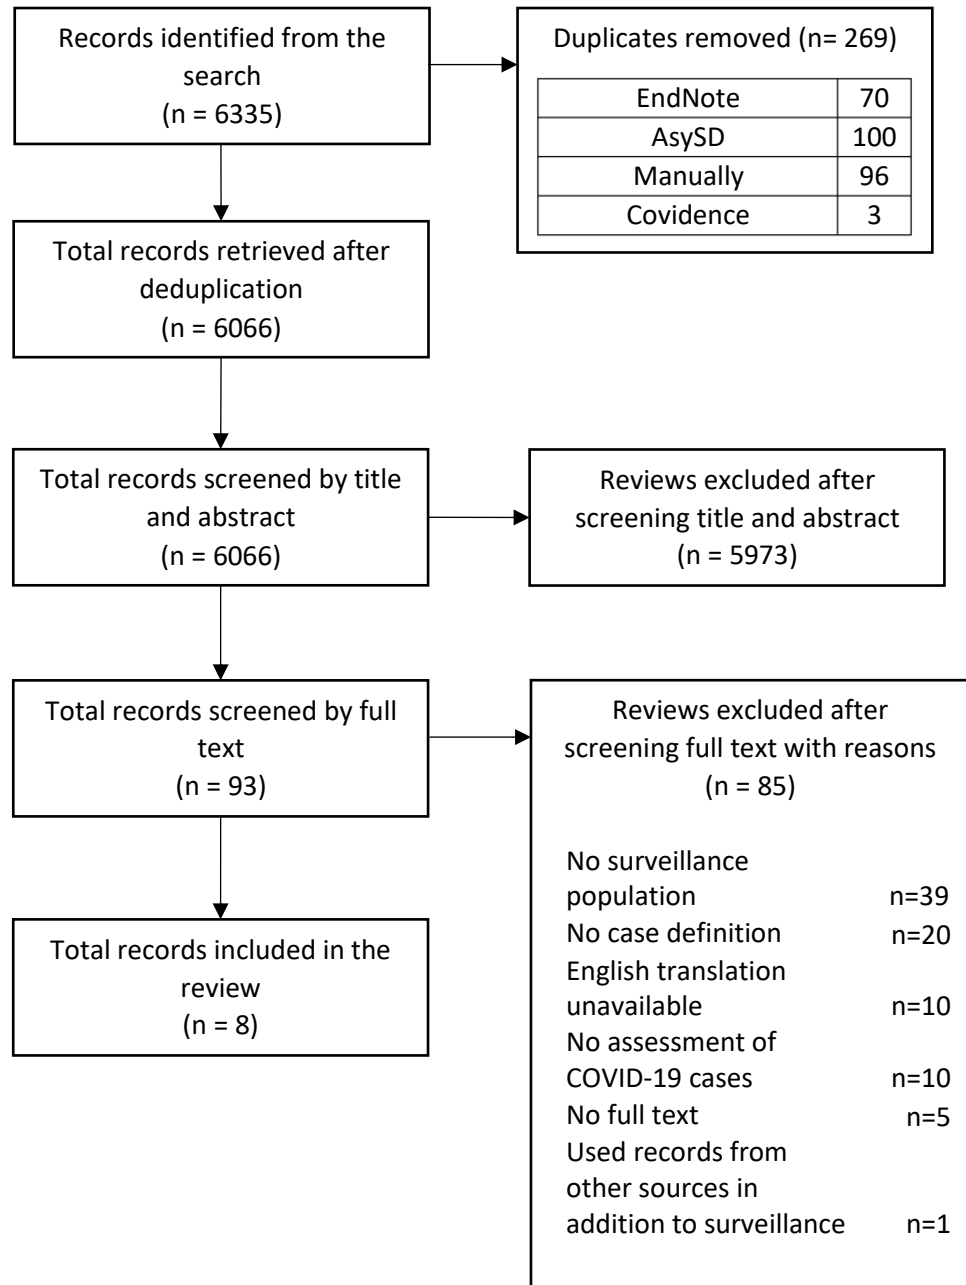 Records identified from the
search
(n = 6335)
Duplicates removed (n= 269)
EndNote 70
AsySD 100
Manually 96
Covidence 3
Total records retrieved after
deduplication
(n = 6066)
Total records screened by title
and abstract
(n = 6066)
Reviews excluded after
screening title and abstract
(n = 5973)
Total records screened by full
text
(n = 93)
Reviews excluded after
screening full text with reasons
(n = 85)
No surveillance
population n=39
No case definition n=20
English translation
unavailable n=10
No assessment of
COVID-19 cases n=10
No full text n=5
Used records from
other sources in
addition to surveillance n=1
Total records included in the
review
(n = 8)